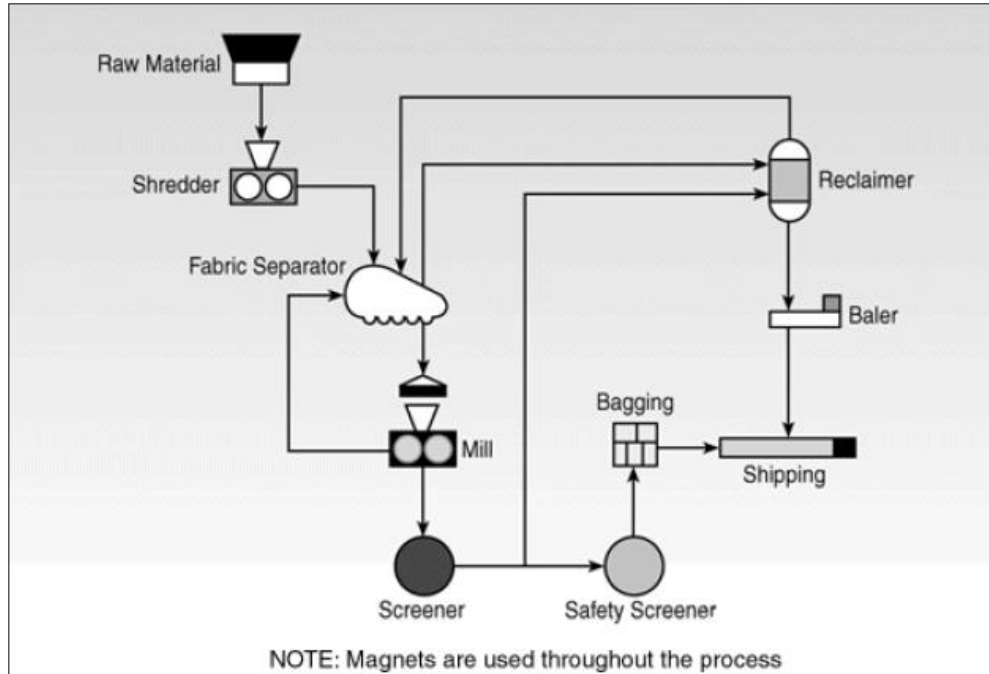 Raw Material
Shredder
Reclaimer
Fabric Separator
Baler
Bagging
Mill
Shipping
Screener
Safety Screener
NOTE: Magnets are used throughout the process